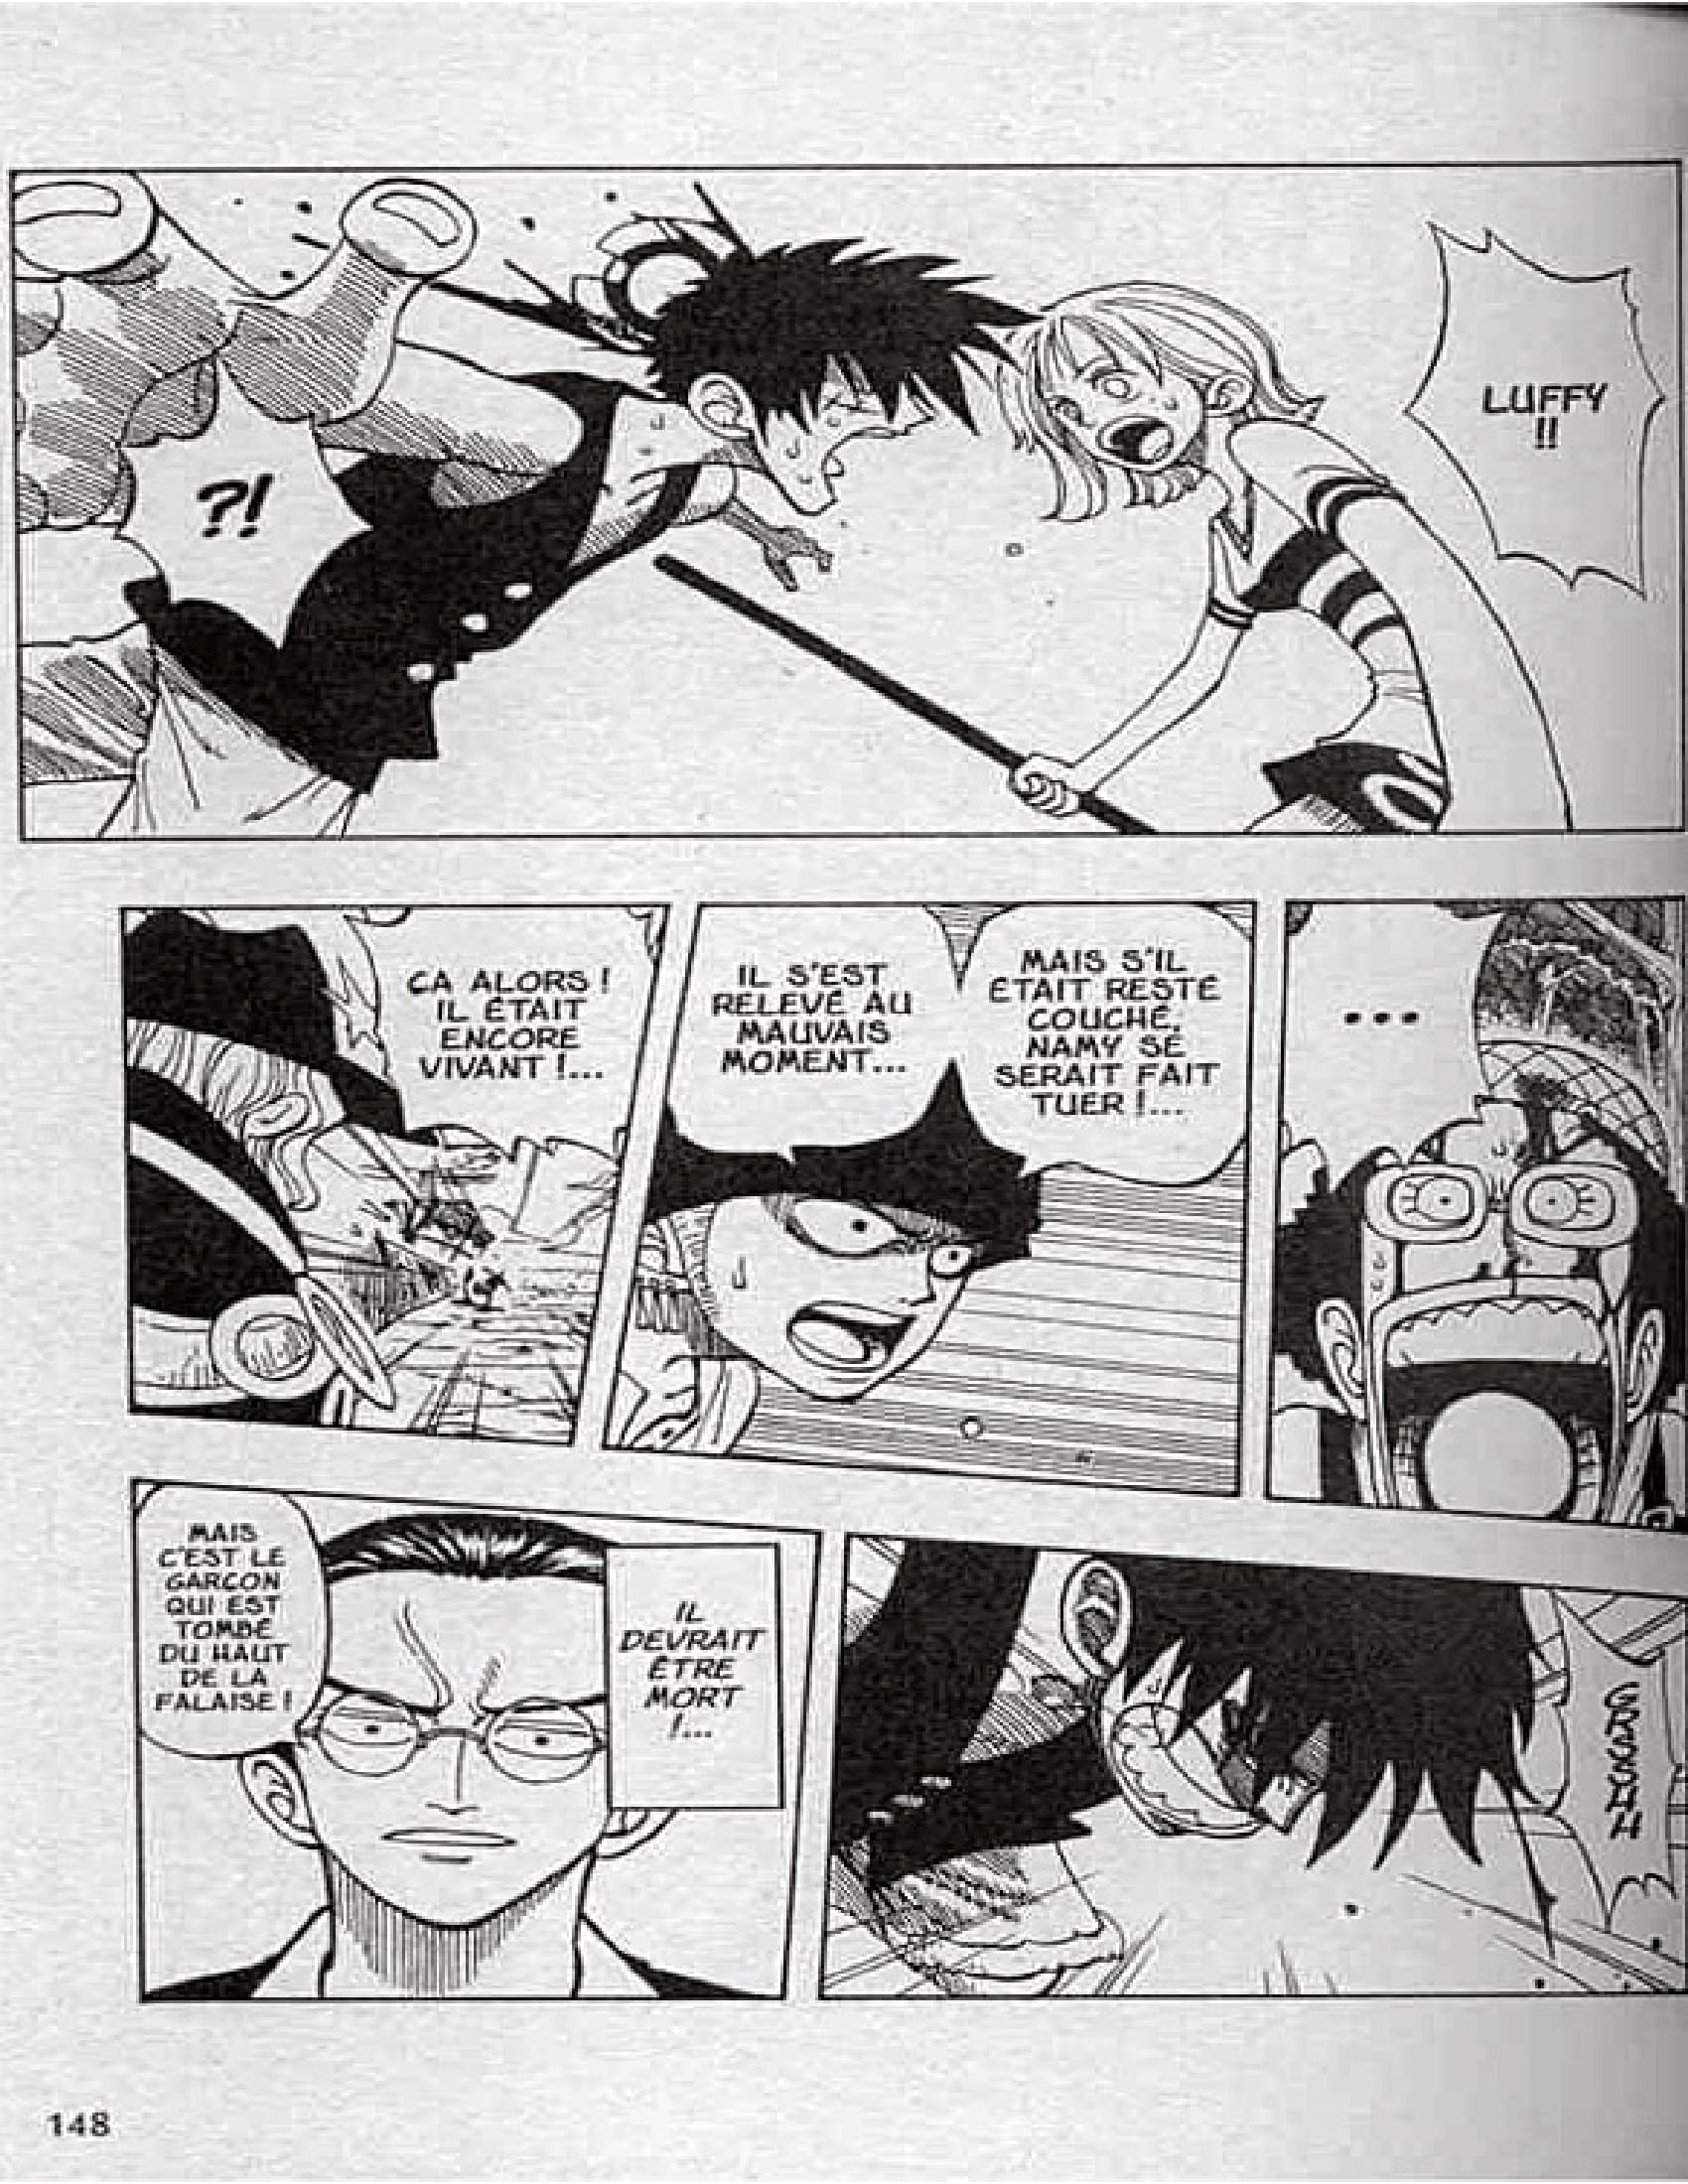 LUFFY
!!
?!
...
MAIS S'IL
ÉTAIT RESTÉ
COUCHÉ,
NAMY SE
SERAIT FAIT
TUER !...
IL S'EST
RELEVÉ AU
MAUVAIS
MOMENT...
ÇA ALORS !
IL ÉTAIT
ENCORE
VIVANT !...
IL
DEVRAIT
ÊTRE
MORT
!...
MAIS
C'EST LE
GARÇON
QUI EST
TOMBÉ
DU HAUT
DE LA
FALAISE !
148